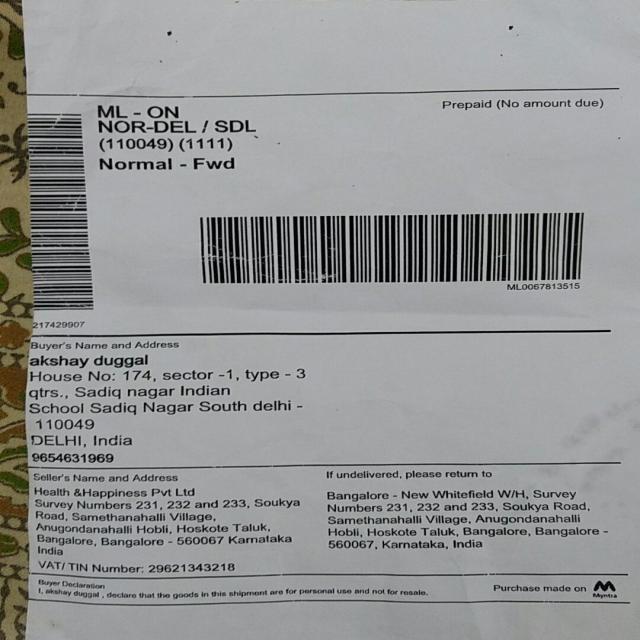 ML - ON
NOR-DEL / SDL
(110049) (1111)
Normal - Fwd
Prepaid (No amount due)
ML0067813515
217429907
Buyer's Name and Address
akshay duggal
House No: 174, sector -1, type - 3
qtrs., Sadiq nagar Indian
School Sadiq Nagar South delhi -
110049
DELHI, India
9654631969
Seller's Name and Address
Health &Happiness Pvt Ltd
Survey Numbers 231, 232 and 233, Soukya
Road, Samethanahalli Village,
Anugondanahalli Hobli, Hoskote Taluk,
Bangalore, Bangalore - 560067 Karnataka
India
VAT/ TIN Number: 29621343218
If undelivered, please return to
Bangalore - New Whitefield W/H, Survey
Numbers 231, 232 and 233, Soukya Road,
Samethanahalli Village, Anugondanahalli
Hobli, Hoskote Taluk, Bangalore, Bangalore -
560067, Karnataka, India
Buyer Declaration
I, akshay duggal , declare that the goods in this shipment are for personal use and not for resale.
Purchase made on
Myntra